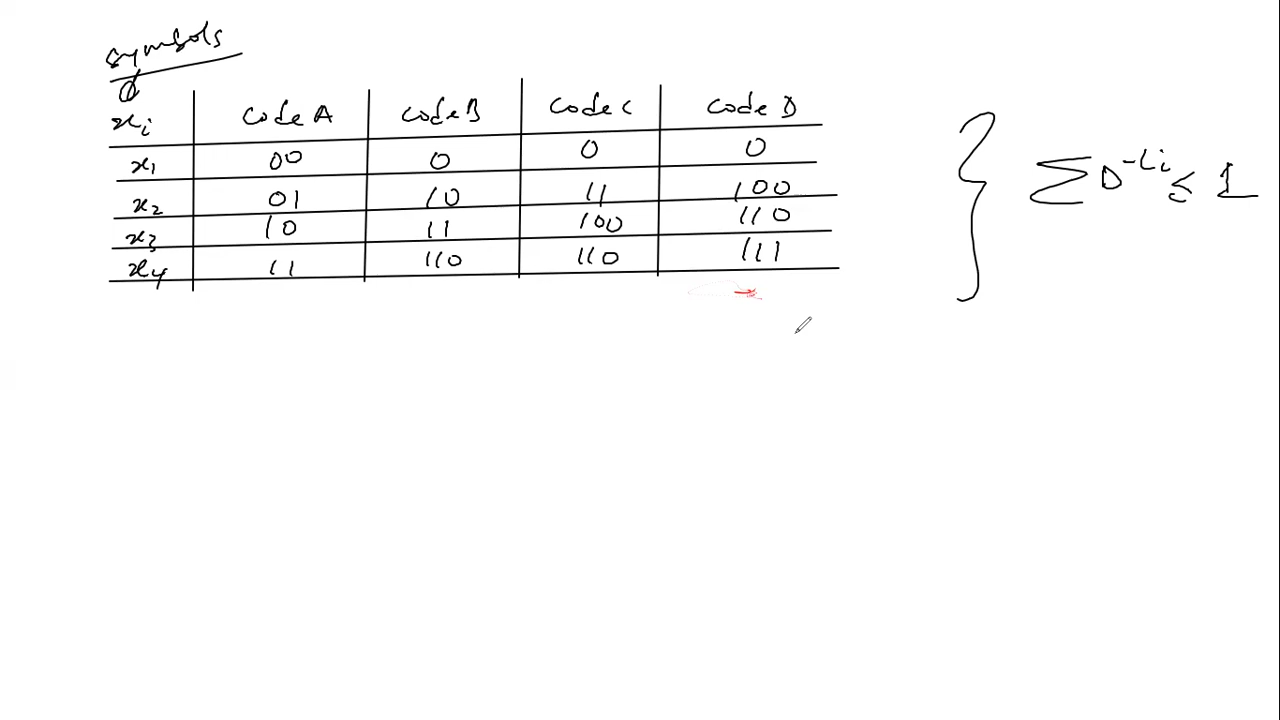 symbols
xi code A code B code C code D
x1 00 0 0 0
x2 01 10 11 100
x3 10 11 100 110
x4 11 110 110 111
∑ D^-Li ≤ 1